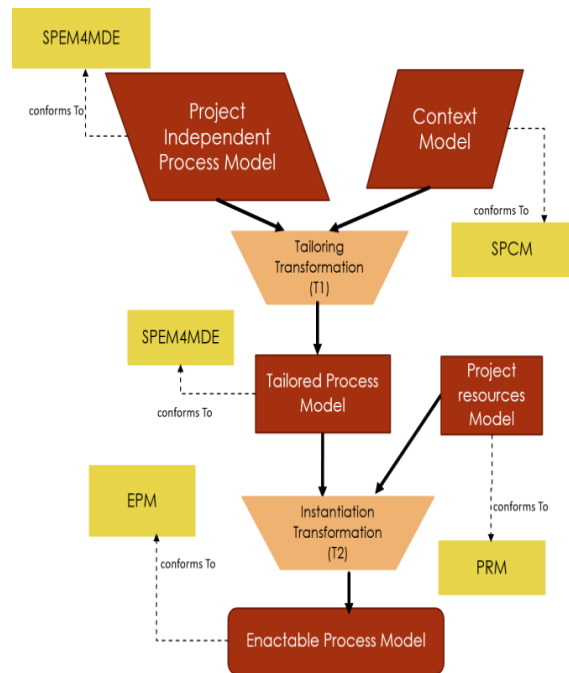 SPEM4MDE
conforms To
Project
Independent
Process Model
Context
Model
conforms To
SPCM
Tailoring
Transformation
(T1)
SPEM4MDE
conforms To
Tailored Process
Model
Project
resources
Model
EPM
conforms To
Instantiation
Transformation
(T2)
conforms To
PRM
Enactable Process Model